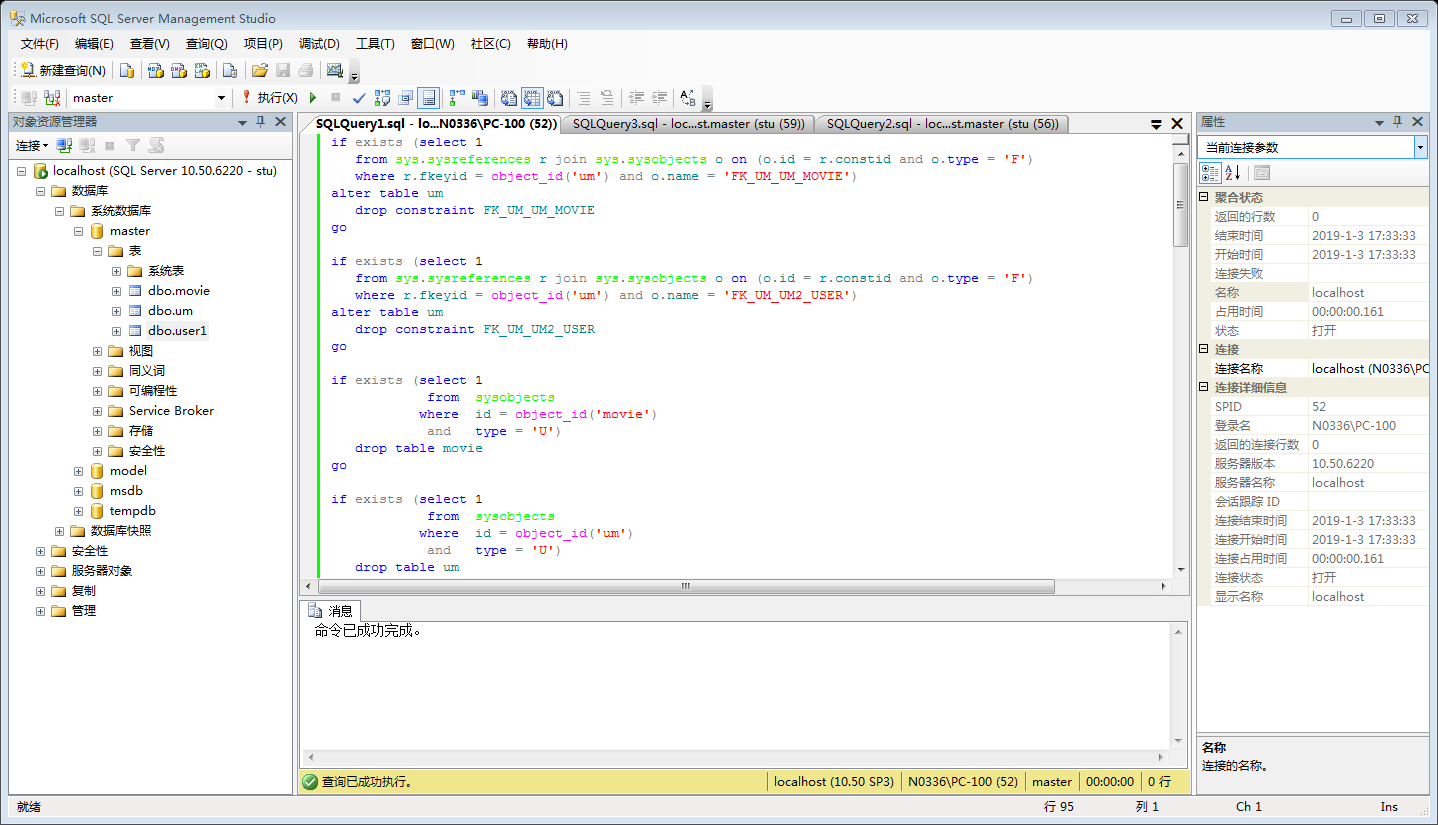 Microsoft SQL Server Management Studio
文件(F) 编辑(E) 查看(V) 查询(Q) 项目(P) 调试(D) 工具(T) 窗口(W) 社区(C) 帮助(H)
新建查询(N)
master 执行(X)
对象资源管理器
连接
localhost (SQL Server 10.50.6220 - stu)
数据库
系统数据库
master
表
系统表
dbo.movie
dbo.um
dbo.user1
视图
同义词
可编程性
Service Broker
存储
安全性
model
msdb
tempdb
数据库快照
安全性
服务器对象
复制
管理
SQLQuery1.sql - lo...N0336\PC-100 (52)) SQLQuery3.sql - loc...st.master (stu (59)) SQLQuery2.sql - loc...st.master (stu (56))
if exists (select 1
from sys.sysreferences r join sys.sysobjects o on (o.id = r.constid and o.type = 'F')
where r.fkeyid = object_id('um') and o.name = 'FK_UM_UM_MOVIE')
alter table um
drop constraint FK_UM_UM_MOVIE
go
if exists (select 1
from sys.sysreferences r join sys.sysobjects o on (o.id = r.constid and o.type = 'F')
where r.fkeyid = object_id('um') and o.name = 'FK_UM_UM2_USER')
alter table um
drop constraint FK_UM_UM2_USER
go
if exists (select 1
from sysobjects
where id = object_id('movie')
and type = 'U')
drop table movie
go
if exists (select 1
from sysobjects
where id = object_id('um')
and type = 'U')
drop table um
消息
命令已成功完成。
查询已成功执行。 localhost (10.50 SP3) N0336\PC-100 (52) master 00:00:00 0 行
属性
当前连接参数
聚合状态
返回的行数 0
结束时间 2019-1-3 17:33:33
开始时间 2019-1-3 17:33:33
连接失败
名称 localhost
占用时间 00:00:00.161
状态 打开
连接
连接名称 localhost (N0336\PC
连接详细信息
SPID 52
登录名 N0336\PC-100
返回的连接行数 0
服务器版本 10.50.6220
服务器名称 localhost
会话跟踪 ID
连接结束时间 2019-1-3 17:33:33
连接开始时间 2019-1-3 17:33:33
连接占用时间 00:00:00.161
连接状态 打开
显示名称 localhost
名称
连接的名称。
就绪 行 95 列 1 Ch 1 Ins